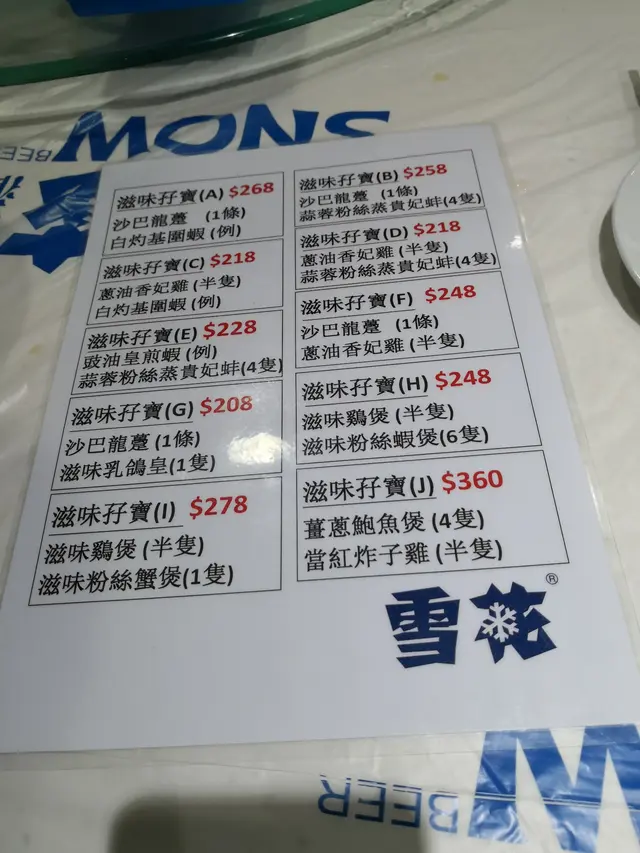 SNOW
BEER
滋味孖寶(A) $268
沙巴龍躉 (1條)
白灼基圍蝦 (例)
滋味孖寶(B) $258
沙巴龍躉 (1條)
蒜蓉粉絲蒸貴妃蚌(4隻)
滋味孖寶(C) $218
蔥油香妃雞 (半隻)
白灼基圍蝦 (例)
滋味孖寶(D) $218
蔥油香妃雞 (半隻)
蒜蓉粉絲蒸貴妃蚌(4隻)
滋味孖寶(E) $228
豉油皇煎蝦 (例)
蒜蓉粉絲蒸貴妃蚌(4隻)
滋味孖寶(F) $248
沙巴龍躉 (1條)
蔥油香妃雞 (半隻)
滋味孖寶(G) $208
沙巴龍躉 (1條)
滋味乳鴿皇(1隻)
滋味孖寶(H) $248
滋味鷄煲 (半隻)
滋味粉絲蝦煲(6隻)
滋味孖寶(I) $278
滋味鷄煲 (半隻)
滋味粉絲蟹煲(1隻)
滋味孖寶(J) $360
薑蔥鮑魚煲 (4隻)
當紅炸子雞 (半隻)
雪花®
BEER